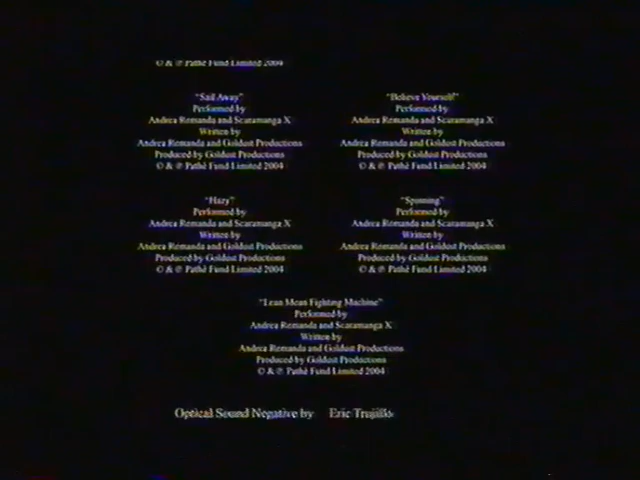 © & ℗ Pathé Fund Limited 2004
"Sail Away"
Performed by
Andrea Remanda and Scaramanga X
Written by
Andrea Remanda and Goldust Productions
Produced by Goldust Productions
© & ℗ Pathé Fund Limited 2004
"Believe Yourself"
Performed by
Andrea Remanda and Scaramanga X
Written by
Andrea Remanda and Goldust Productions
Produced by Goldust Productions
© & ℗ Pathé Fund Limited 2004
"Hazy"
Performed by
Andrea Remanda and Scaramanga X
Written by
Andrea Remanda and Goldust Productions
Produced by Goldust Productions
© & ℗ Pathé Fund Limited 2004
"Spinning"
Performed by
Andrea Remanda and Scaramanga X
Written by
Andrea Remanda and Goldust Productions
Produced by Goldust Productions
© & ℗ Pathé Fund Limited 2004
"Lean Mean Fighting Machine"
Performed by
Andrea Remanda and Scaramanga X
Written by
Andrea Remanda and Goldust Productions
Produced by Goldust Productions
© & ℗ Pathé Fund Limited 2004
Optical Sound Negative by Eric Trujillo